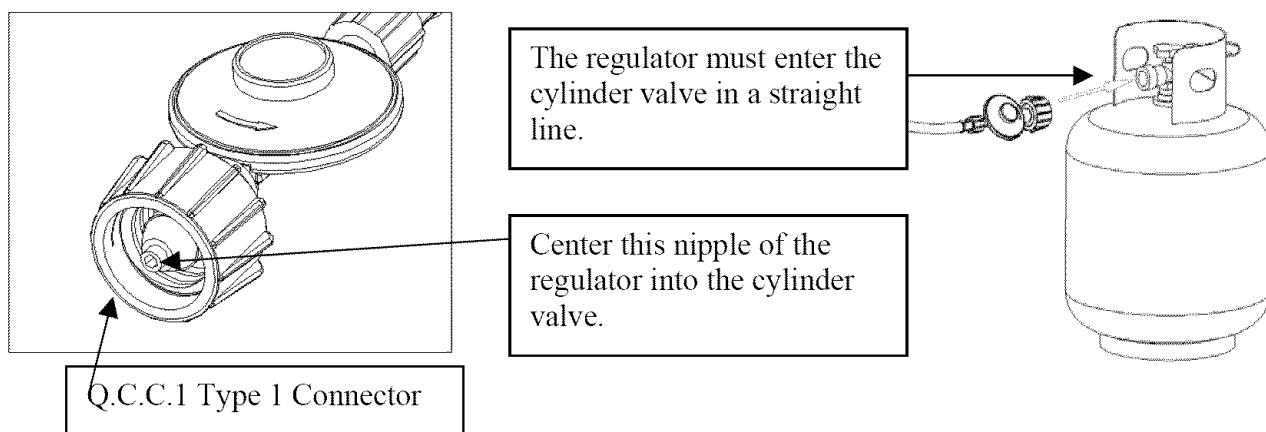 The regulator must enter the
cylinder valve in a straight
line.
Center this nipple of the
regulator into the cylinder
valve.
Q.C.C.1 Type 1 Connector